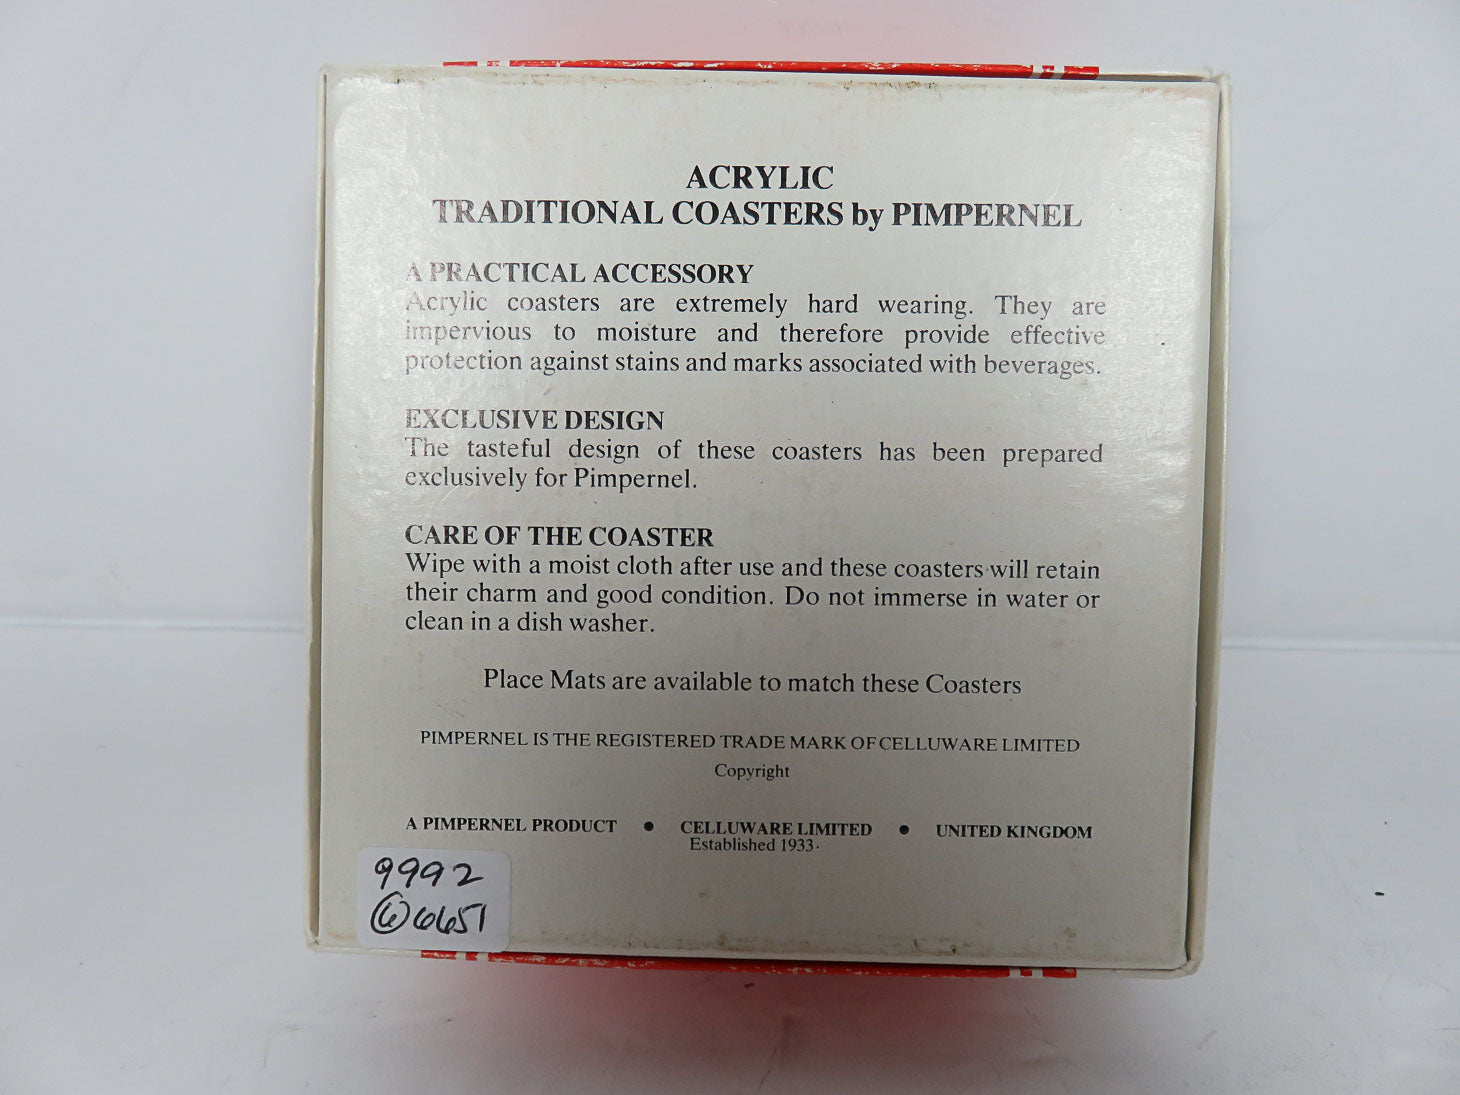 ACRYLIC
TRADITIONAL COASTERS by PIMPERNEL
A PRACTICAL ACCESSORY
Acrylic coasters are extremely hard wearing. They are
impervious to moisture and therefore provide effective
protection against stains and marks associated with beverages.
EXCLUSIVE DESIGN
The tasteful design of these coasters has been prepared
exclusively for Pimpernel.
CARE OF THE COASTER
Wipe with a moist cloth after use and these coasters will retain
their charm and good condition. Do not immerse in water or
clean in a dish washer.
Place Mats are available to match these Coasters
PIMPERNEL IS THE REGISTERED TRADE MARK OF CELLUWARE LIMITED
Copyright
A PIMPERNEL PRODUCT • CELLUWARE LIMITED • UNITED KINGDOM
Established 1933.
9992
6 6651